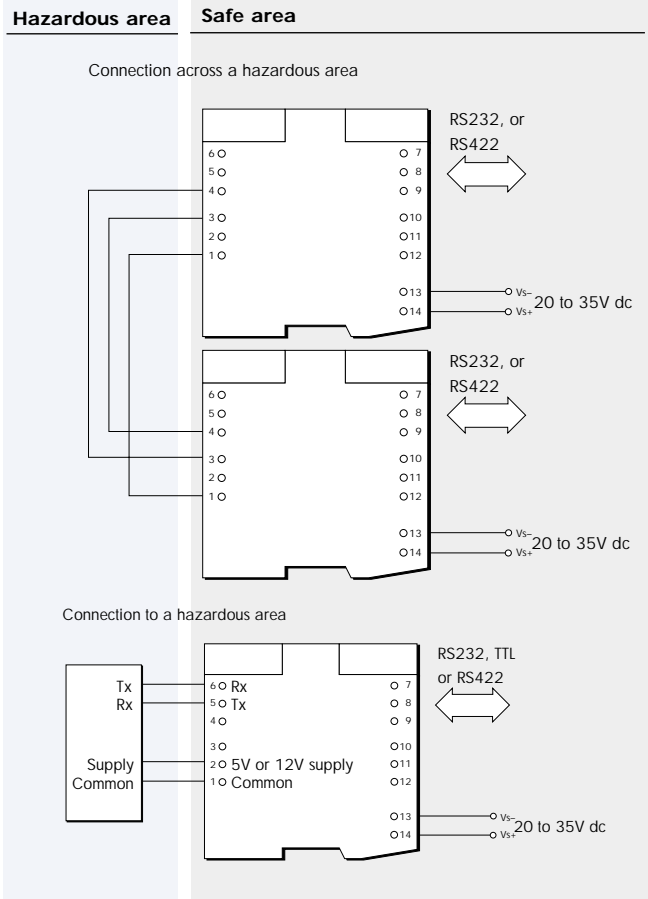 Hazardous area Safe area
Connection across a hazardous area
RS232, or
RS422
6 7
5 8
4 9
3 10
2 11
1 12
13 Vs–
14 Vs+
20 to 35V dc
RS232, or
RS422
6 7
5 8
4 9
3 10
2 11
1 12
13 Vs–
14 Vs+
20 to 35V dc
Connection to a hazardous area
RS232, TTL
or RS422
Tx 6 Rx 7
Rx 5 Tx 8
4 9
3 10
Supply 2 5V or 12V supply 11
Common 1 Common 12
13 Vs–
14 Vs+
20 to 35V dc